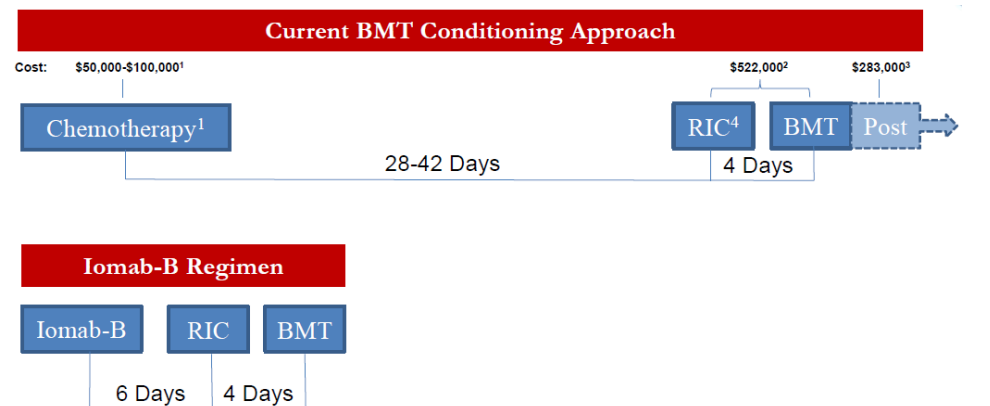 Current BMT Conditioning Approach
Cost: $50,000-$100,000¹ $522,000² $283,000³
Chemotherapy¹ RIC⁴ BMT Post
28-42 Days 4 Days
Iomab-B Regimen
Iomab-B RIC BMT
6 Days 4 Days